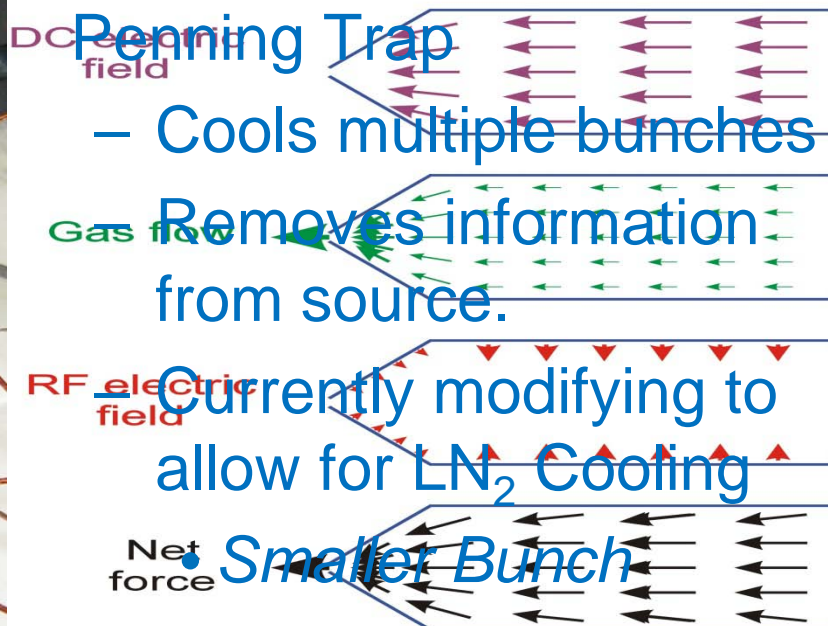 Penning Trap
– Cools multiple bunches
– Removes information
from source.
– Currently modifying to
allow for LN₂ Cooling
• Smaller Bunch
DC electric
field
Gas flow
RF electric
field
Net
force